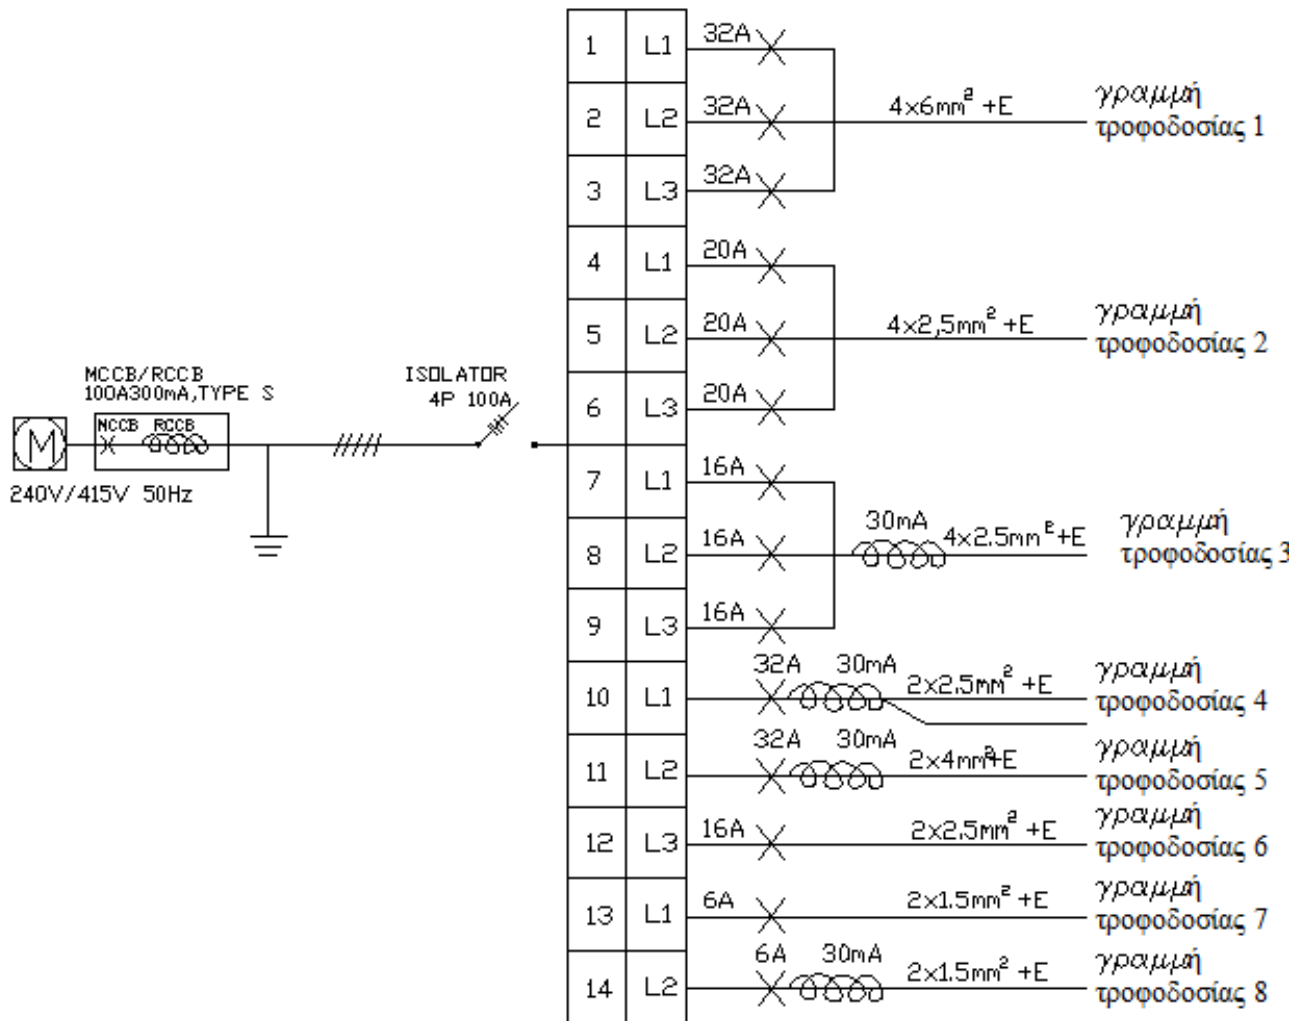 1 L1 32A
2 L2 32A 4x6mm² +E γραμμή
τροφοδοσίας 1
3 L3 32A
4 L1 20A
5 L2 20A 4x2,5mm² +E γραμμή
τροφοδοσίας 2
6 L3 20A
MCCB/RCCB
100A300mA,TYPE S
MCCB RCCB
M
240V/415V 50Hz
ISOLATOR
4P 100A
7 L1 16A
8 L2 16A 30mA 4x2.5mm²+E γραμμή
τροφοδοσίας 3
9 L3 16A
10 L1 32A 30mA 2x2.5mm² +E γραμμή
τροφοδοσίας 4
11 L2 32A 30mA 2x4mm²+E γραμμή
τροφοδοσίας 5
12 L3 16A 2x2.5mm² +E γραμμή
τροφοδοσίας 6
13 L1 6A 2x1.5mm² +E γραμμή
τροφοδοσίας 7
14 L2 6A 30mA 2x1.5mm² +E γραμμή
τροφοδοσίας 8